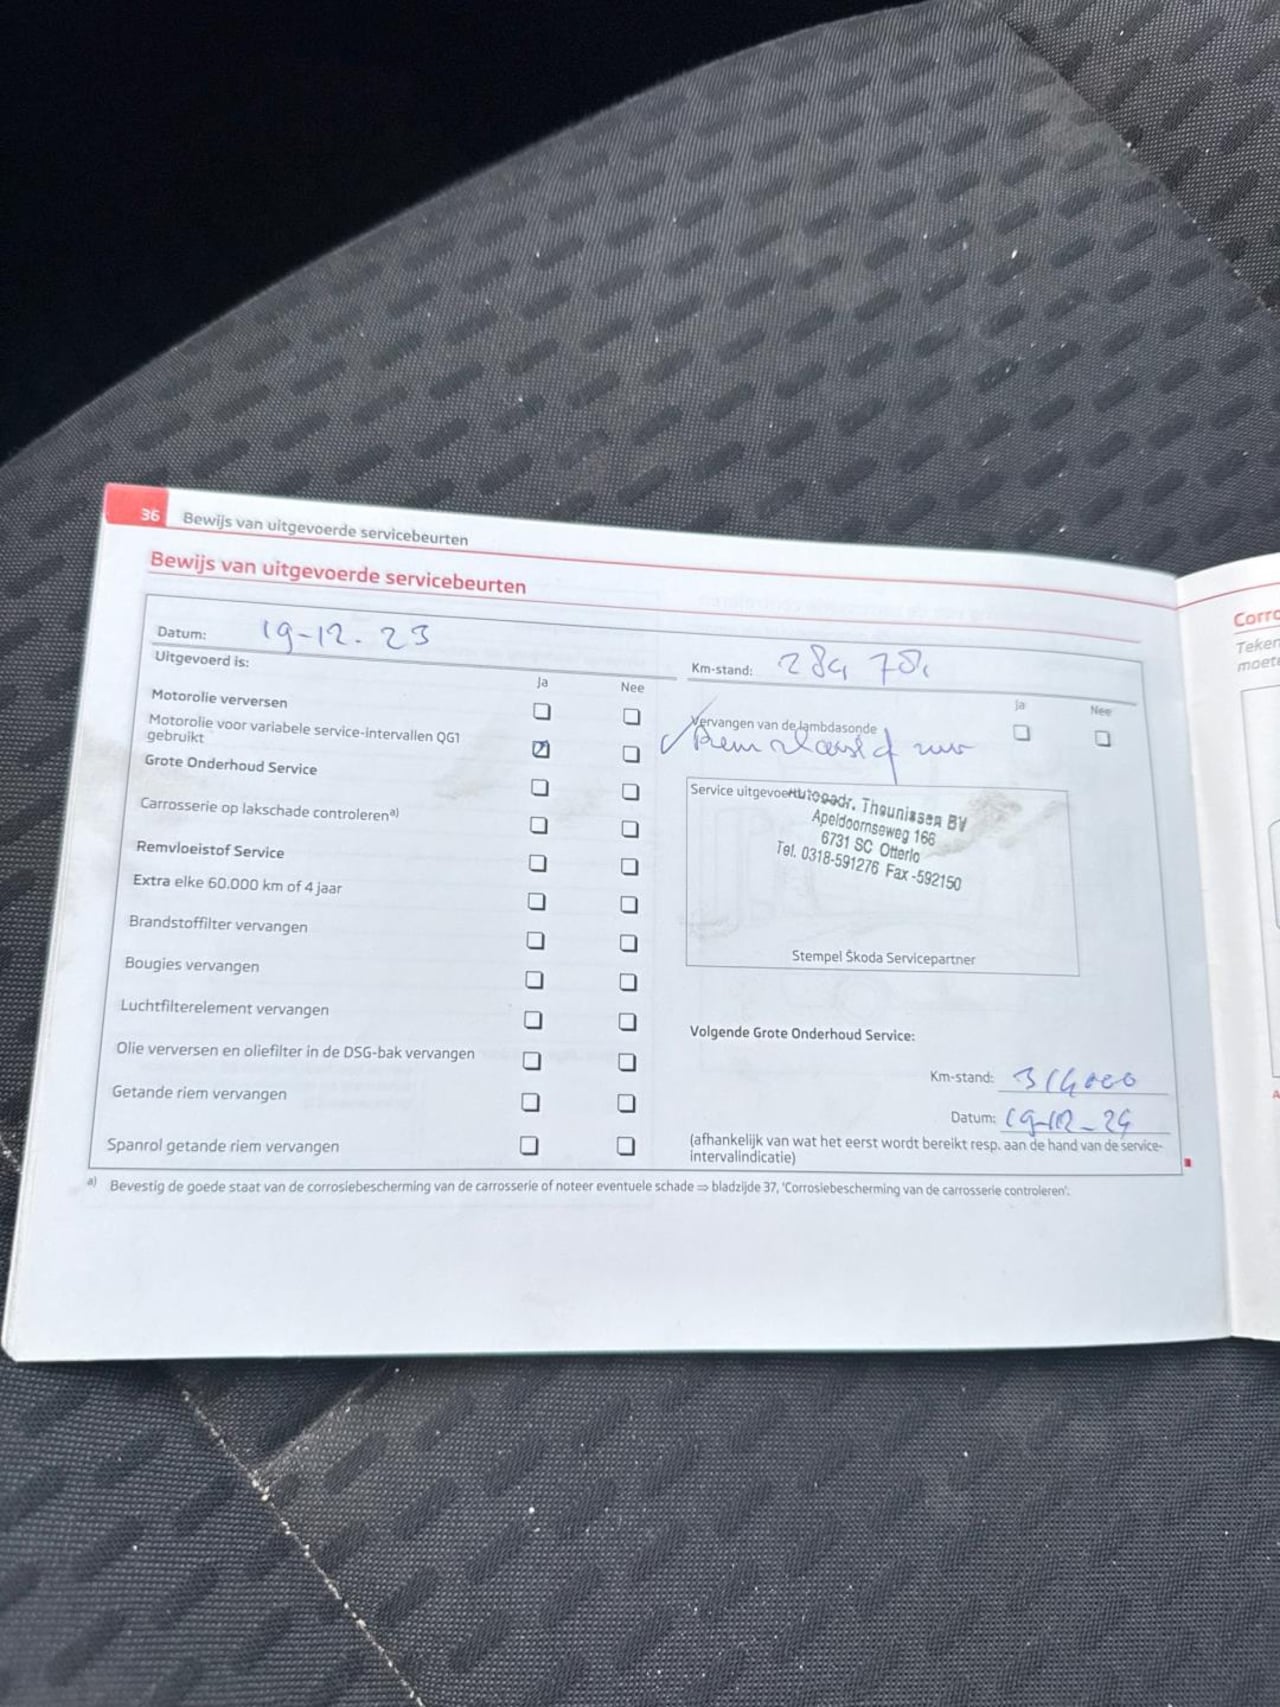 36 Bewijs van uitgevoerde servicebeurten
Bewijs van uitgevoerde servicebeurten
Datum: 19-12-23
Uitgevoerd is:
Ja Nee
Motorolie verversen
Motorolie voor variabele service-intervallen QG1
gebruikt
Grote Onderhoud Service
Carrosserie op lakschade controleren a)
Remvloeistof Service
Extra elke 60.000 km of 4 jaar
Brandstoffilter vervangen
Bougies vervangen
Luchtfilterelement vervangen
Olie verversen en oliefilter in de DSG-bak vervangen
Getande riem vervangen
Spanrol getande riem vervangen
Km-stand:
Ja Nee
Vervangen van de lambdasonde
Service uitgevoerd
Theunissen BV
Apeldoornseweg 166
6731 SC Otterlo
Tel. 0318-591276 Fax -592150
Stempel Škoda Servicepartner
Volgende Grote Onderhoud Service:
Km-stand: 314000
Datum: 19-12-24
(afhankelijk van wat het eerst wordt bereikt resp. aan de hand van de service-
intervalindicatie)
a) Bevestig de goede staat van de corrosiebescherming van de carrosserie of noteer eventuele schade ⇒ bladzijde 37, 'Corrosiebescherming van de carrosserie controleren'.
Corro
Teken
moete